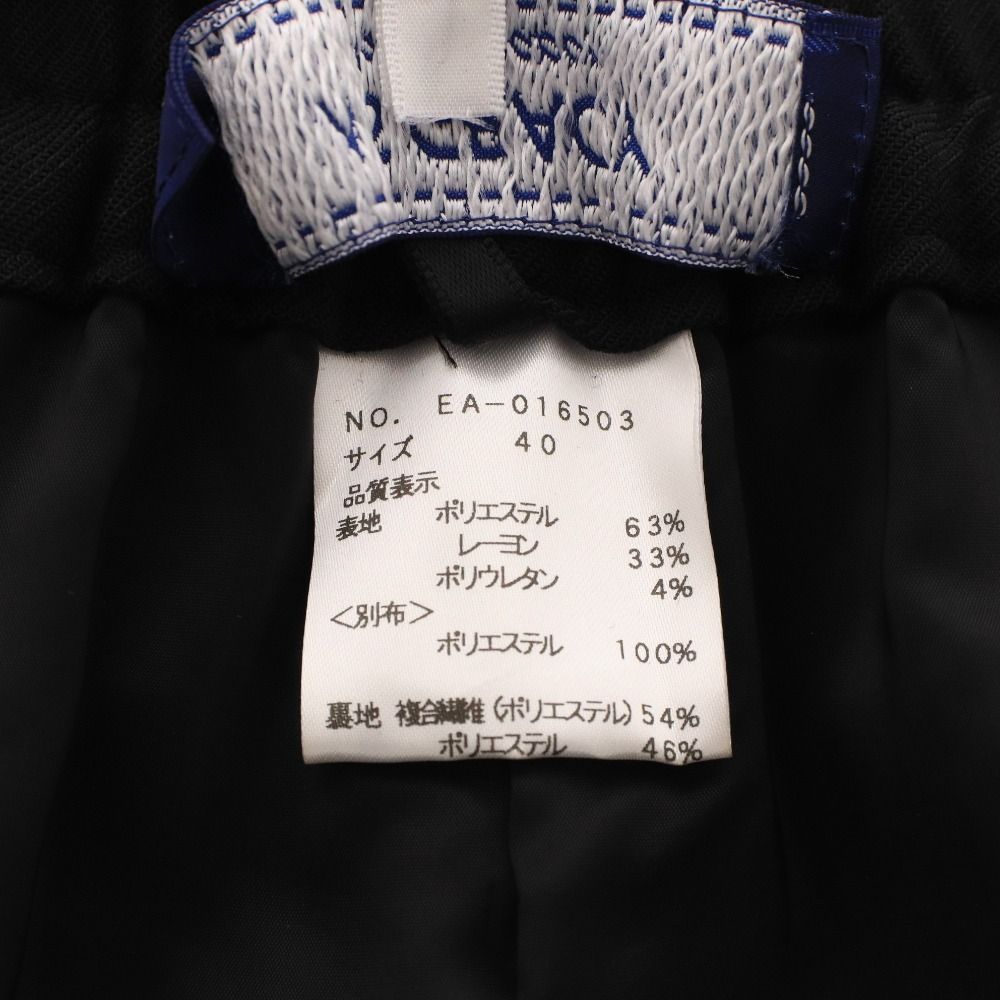 NO. EA-016503
サイズ 40
品質表示
表地 ポリエステル 63%
レーヨン 33%
ポリウレタン 4%
<別布>
ポリエステル 100%
裏地 複合繊維(ポリエステル) 54%
ポリエステル 46%